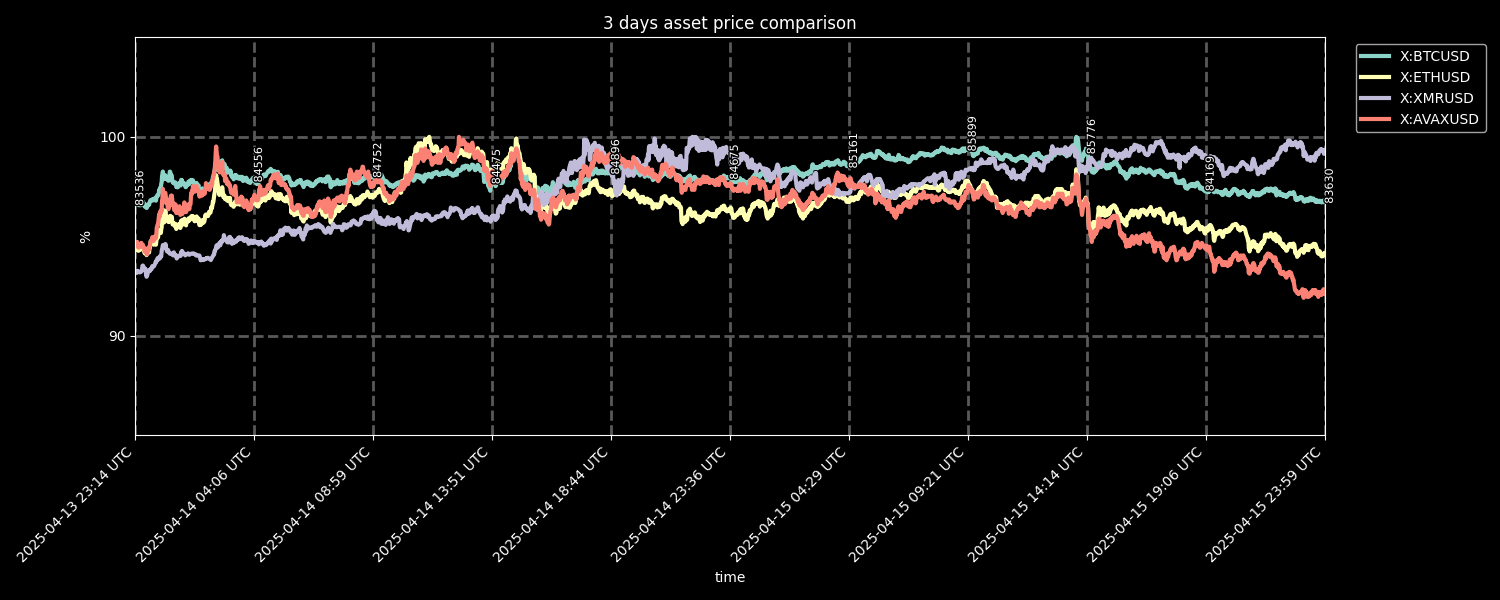 3 days asset price comparison
X:BTCUSD
X:ETHUSD
X:XMRUSD
X:AVAXUSD
100
90
%
83536
84556
84752
84475
84896
84675
85161
85899
85776
84169
83630
2025-04-13 23:14 UTC
2025-04-14 04:06 UTC
2025-04-14 08:59 UTC
2025-04-14 13:51 UTC
2025-04-14 18:44 UTC
2025-04-14 23:36 UTC
2025-04-15 04:29 UTC
2025-04-15 09:21 UTC
2025-04-15 14:14 UTC
2025-04-15 19:06 UTC
2025-04-15 23:59 UTC
time